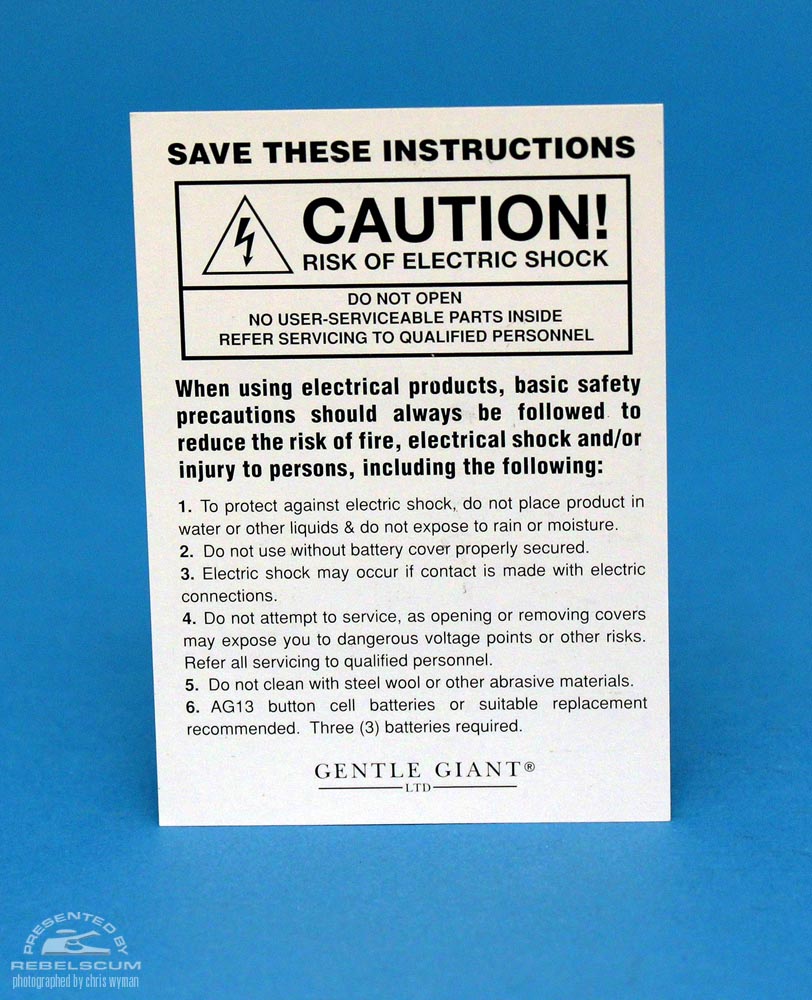 SAVE THESE INSTRUCTIONS
CAUTION!
RISK OF ELECTRIC SHOCK
DO NOT OPEN
NO USER-SERVICEABLE PARTS INSIDE
REFER SERVICING TO QUALIFIED PERSONNEL
When using electrical products, basic safety
precautions should always be followed to
reduce the risk of fire, electrical shock and/or
injury to persons, including the following:
1. To protect against electric shock, do not place product in
water or other liquids & do not expose to rain or moisture.
2. Do not use without battery cover properly secured.
3. Electric shock may occur if contact is made with electric
connections.
4. Do not attempt to service, as opening or removing covers
may expose you to dangerous voltage points or other risks.
Refer all servicing to qualified personnel.
5. Do not clean with steel wool or other abrasive materials.
6. AG13 button cell batteries or suitable replacement
recommended. Three (3) batteries required.
GENTLE GIANT®
LTD
PRESENTED BY
REBELSCUM
photographed by chris wyman